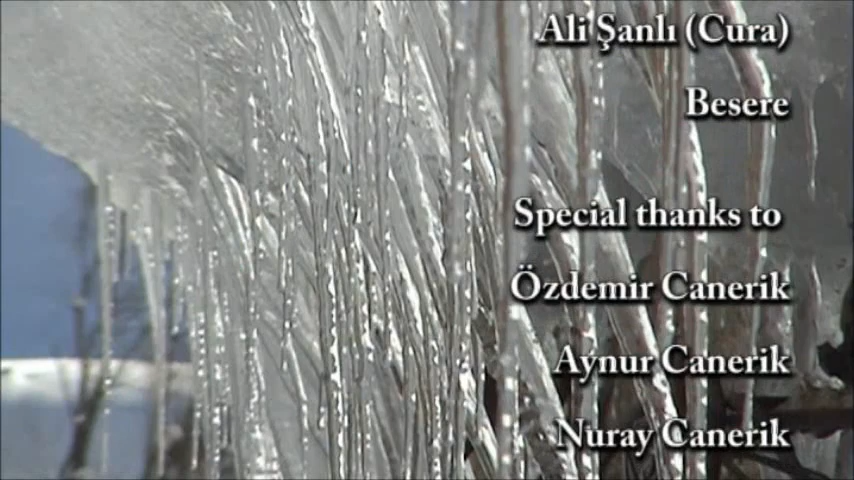 Ali Şanlı (Cura)
Besere
Special thanks to
Özdemir Canerik
Aynur Canerik
Nuray Canerik